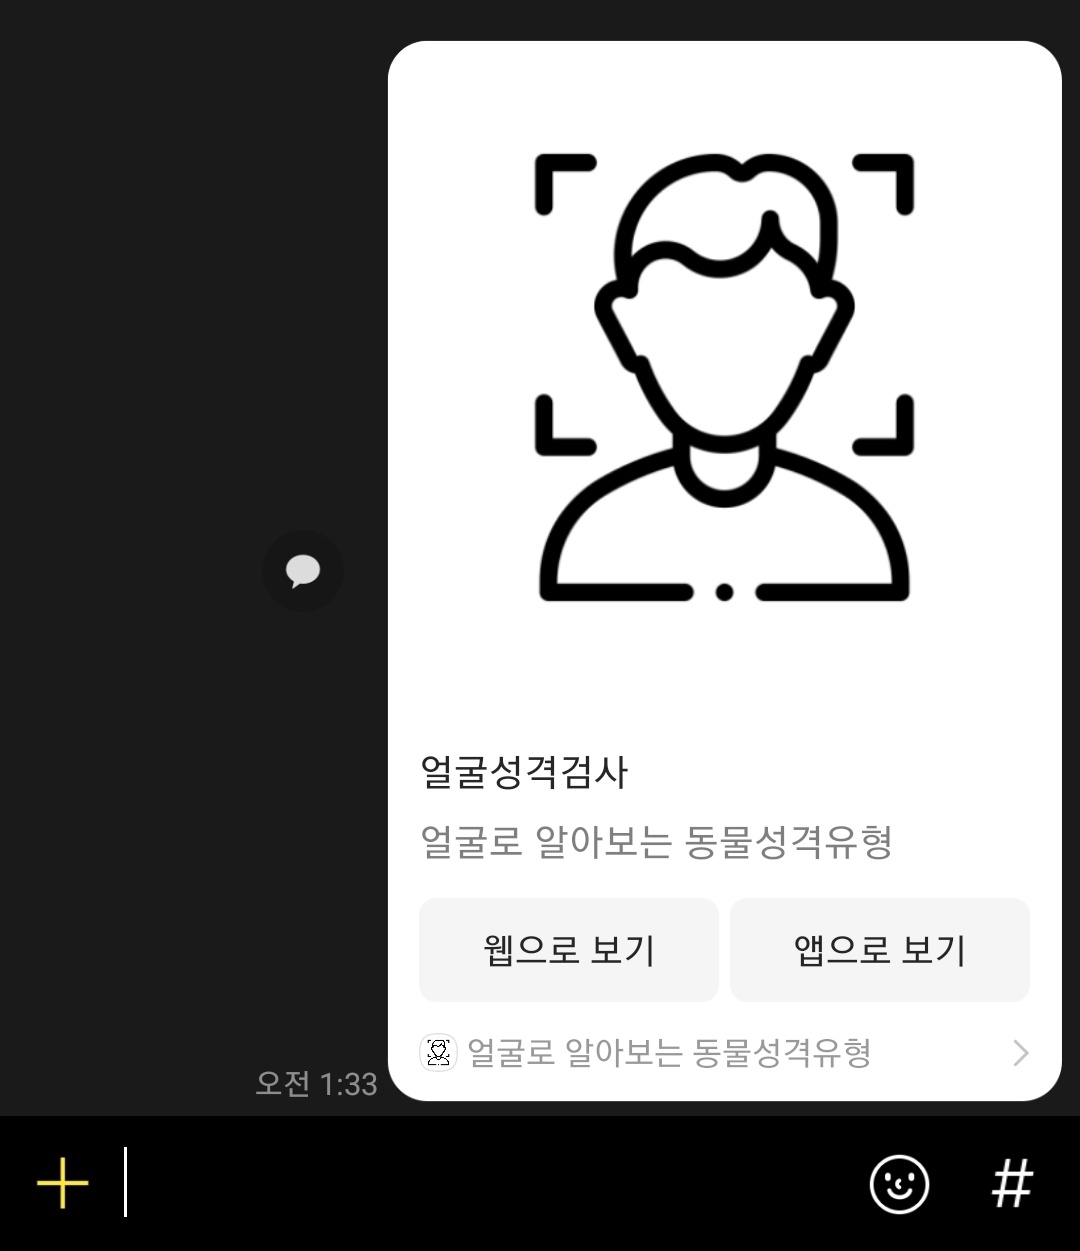 얼굴성격검사
얼굴로 알아보는 동물성격유형
웹으로 보기
앱으로 보기
얼굴로 알아보는 동물성격유형
오전 1:33
#